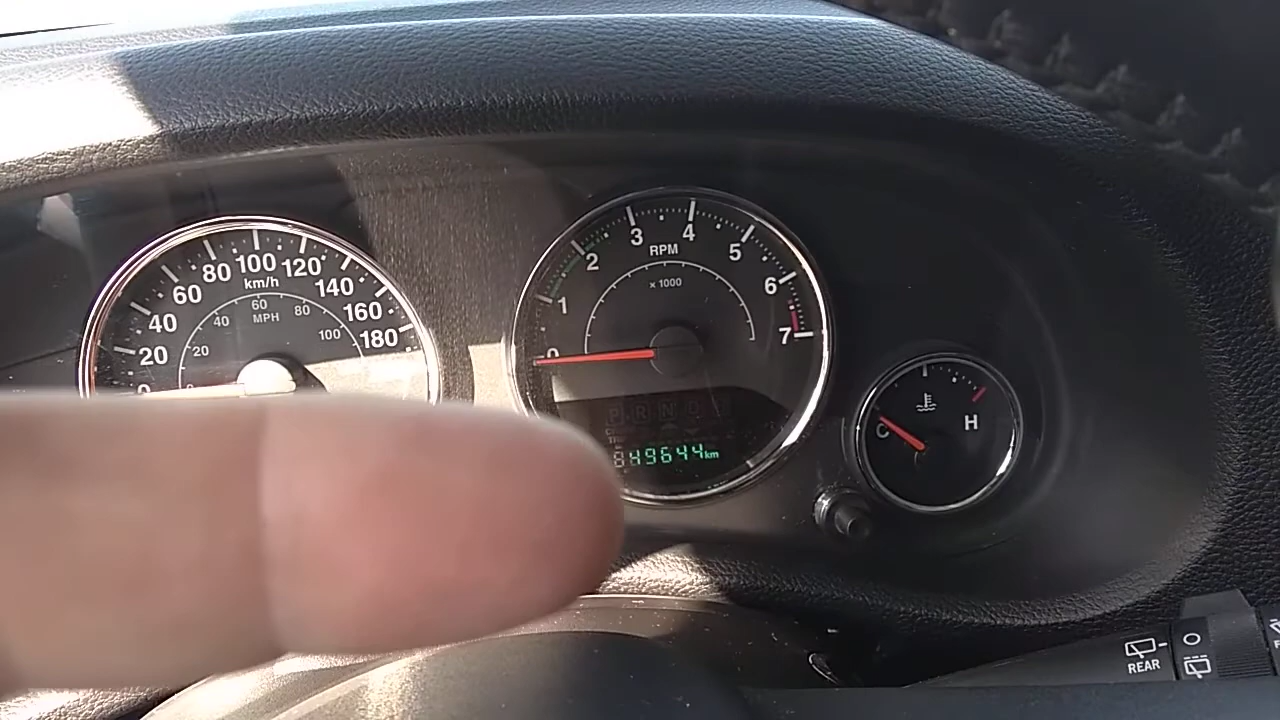 0 20 40 60 80 100 120 140 160 180
km/h
20 40 60 80 100
MPH
0 1 2 3 4 5 6 7
RPM
x 1000
P R N D
49644 km
C H
REAR